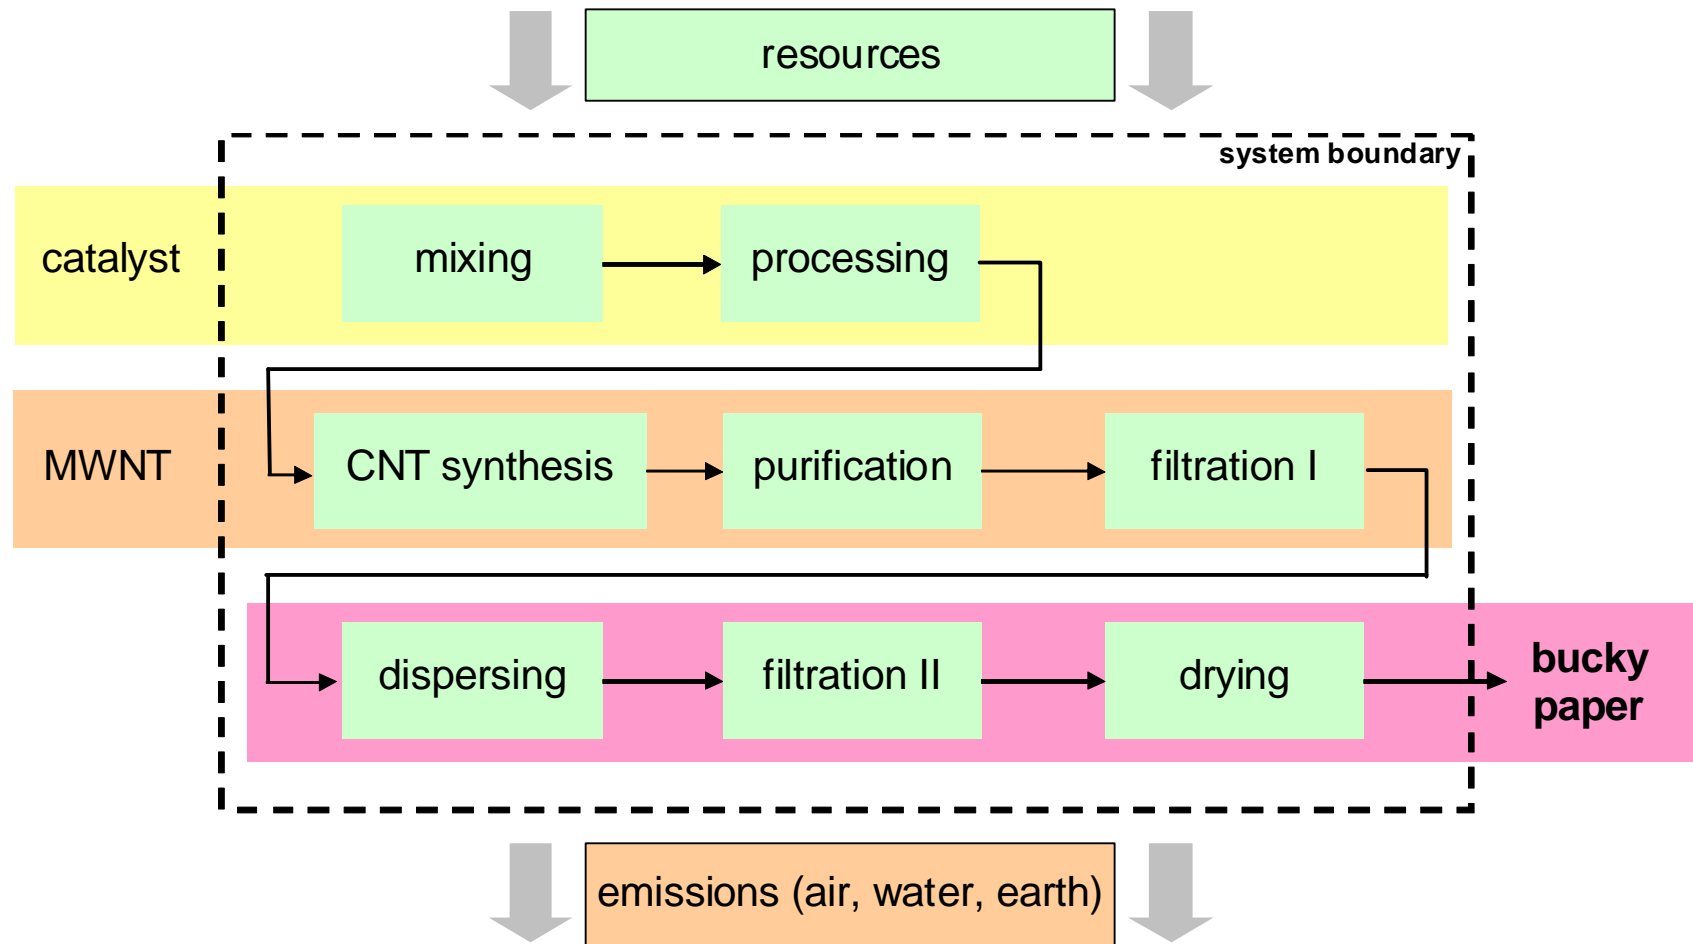 resources
system boundary
catalyst
mixing
processing
MWNT
CNT synthesis
purification
filtration I
dispersing
filtration II
drying
bucky
paper
emissions (air, water, earth)